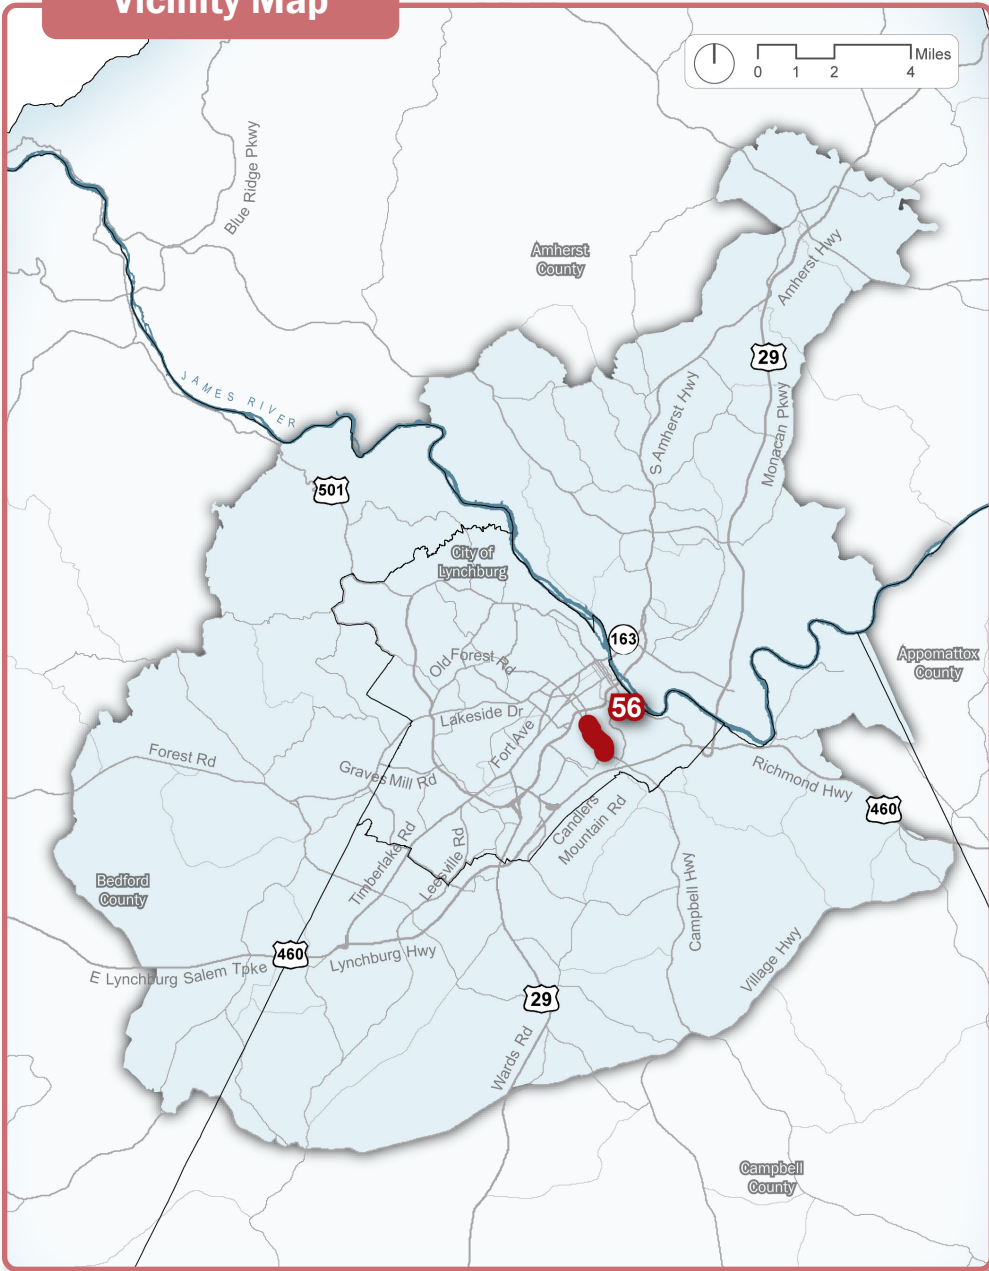 Vicinity Map
Miles
0 1 2 4
Blue Ridge Pkwy
Amherst
County
Amherst Hwy
29
JAMES RIVER
S Amherst Hwy
Monacan Pkwy
501
City of
Lynchburg
163
Old Forest Rd
Appomattox
County
56
Lakeside Dr
Fort Ave
Forest Rd
Graves Mill Rd
Richmond Hwy
460
Candlers
Mountain Rd
Timberlake Rd
Leesville Rd
Bedford
County
Campbell Hwy
460
Lynchburg Hwy
E Lynchburg Salem Tpke
Village Hwy
29
Wards Rd
Campbell
County